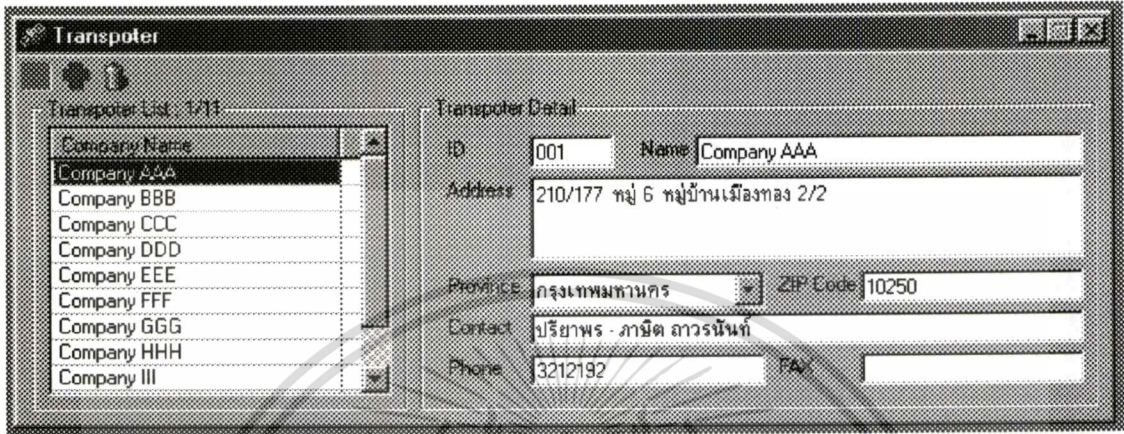 Transpoter
Transpoter List : 1/11
Company Name
Company AAA
Company BBB
Company CCC
Company DDD
Company EEE
Company FFF
Company GGG
Company HHH
Company III
Transpoter Detail
ID 001 Name Company AAA
Address 210/177 หมู่ 6 หมู่บ้านเมืองทอง 2/2
Province กรุงเทพมหานคร ZIP Code 10250
Contact ปรียาพร - ภาษิต ถาวรนันท์
Phone 3212192 FAX